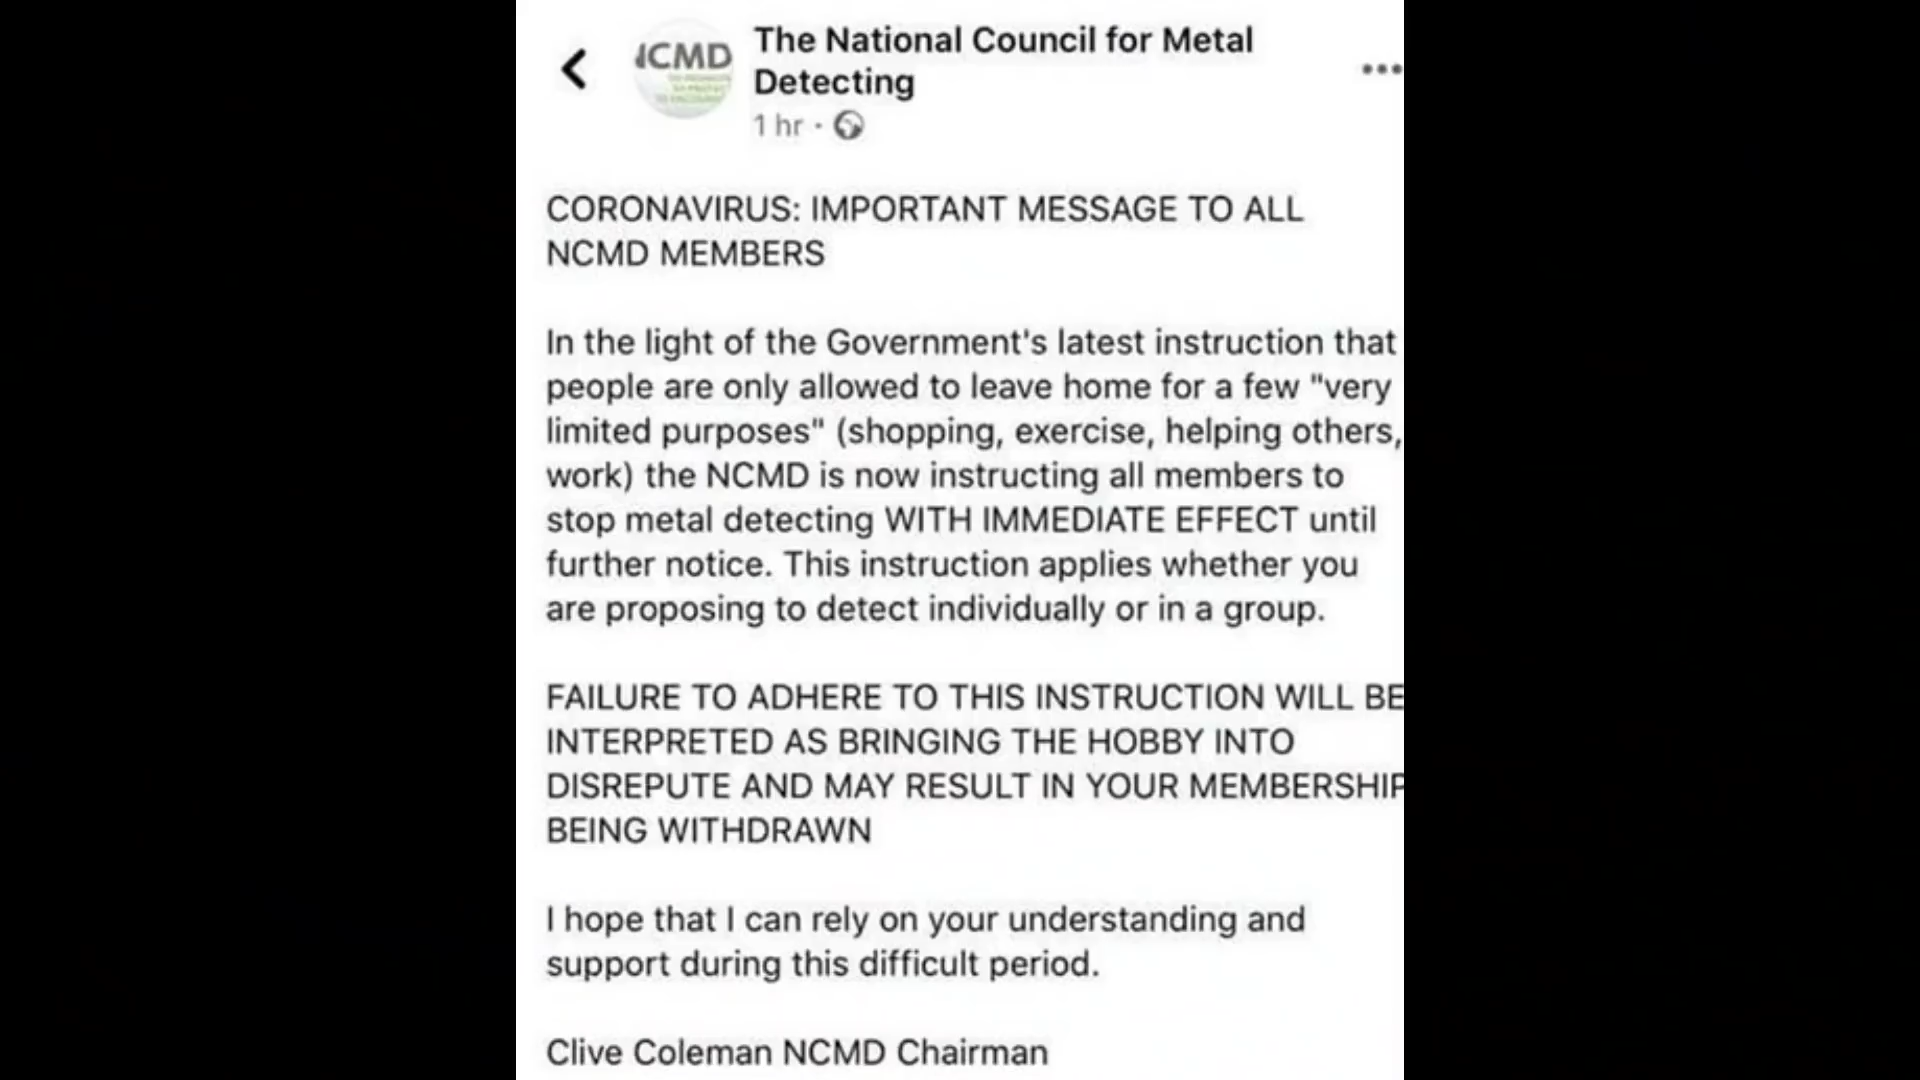 ICMD
The National Council for Metal
Detecting
1 hr ·
CORONAVIRUS: IMPORTANT MESSAGE TO ALL
NCMD MEMBERS
In the light of the Government's latest instruction that
people are only allowed to leave home for a few "very
limited purposes" (shopping, exercise, helping others,
work) the NCMD is now instructing all members to
stop metal detecting WITH IMMEDIATE EFFECT until
further notice. This instruction applies whether you
are proposing to detect individually or in a group.
FAILURE TO ADHERE TO THIS INSTRUCTION WILL BE
INTERPRETED AS BRINGING THE HOBBY INTO
DISREPUTE AND MAY RESULT IN YOUR MEMBERSHIP
BEING WITHDRAWN
I hope that I can rely on your understanding and
support during this difficult period.
Clive Coleman NCMD Chairman